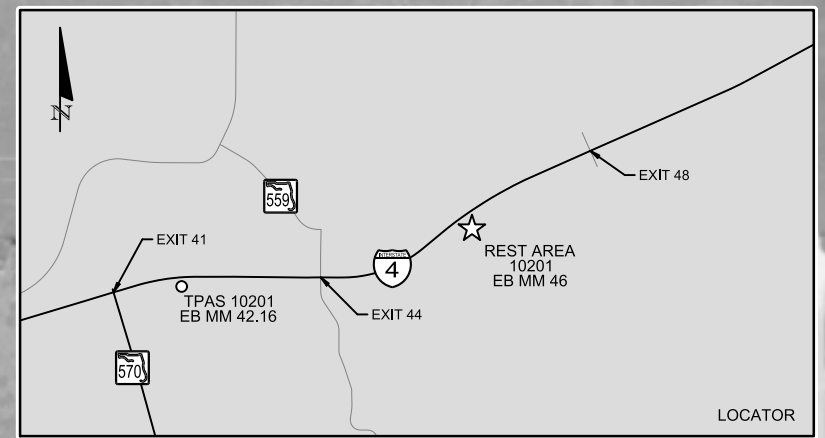 N
559
EXIT 48
EXIT 41
INTERSTATE
4
REST AREA
10201
EB MM 46
TPAS 10201
EB MM 42.16
EXIT 44
570
LOCATOR